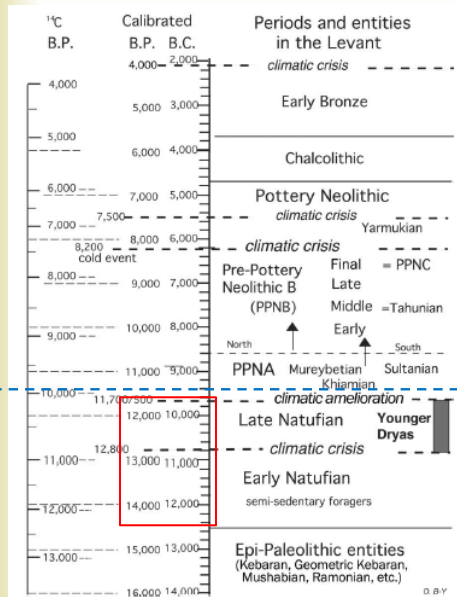 ¹⁴C Calibrated Periods and entities
B.P. B.P. B.C. in the Levant
4,000 2,000 climatic crisis
4,000
5,000 3,000 Early Bronze
5,000
6,000 4,000 Chalcolithic
6,000
7,000 5,000 Pottery Neolithic
7,500 climatic crisis
7,000 Yarmukian
8,000 6,000
8,200 climatic crisis
cold event
8,000 9,000 7,000 Pre-Pottery Final = PPNC
Neolithic B Late
(PPNB) Middle =Tahunian
10,000 8,000 Early
9,000
North South
11,000 9,000 PPNA Mureybetian Sultanian
Khiamian
10,000 11,700/500 climatic amelioration
12,000 10,000 Late Natufian Younger
Dryas
12,800 climatic crisis
11,000 13,000 11,000
Early Natufian
14,000 12,000 semi-sedentary foragers
12,000
15,000 13,000 Epi-Paleolithic entities
13.000 (Kebaran, Geometric Kebaran,
Mushabian, Ramonian, etc.)
16,000 14,000 O. B-Y